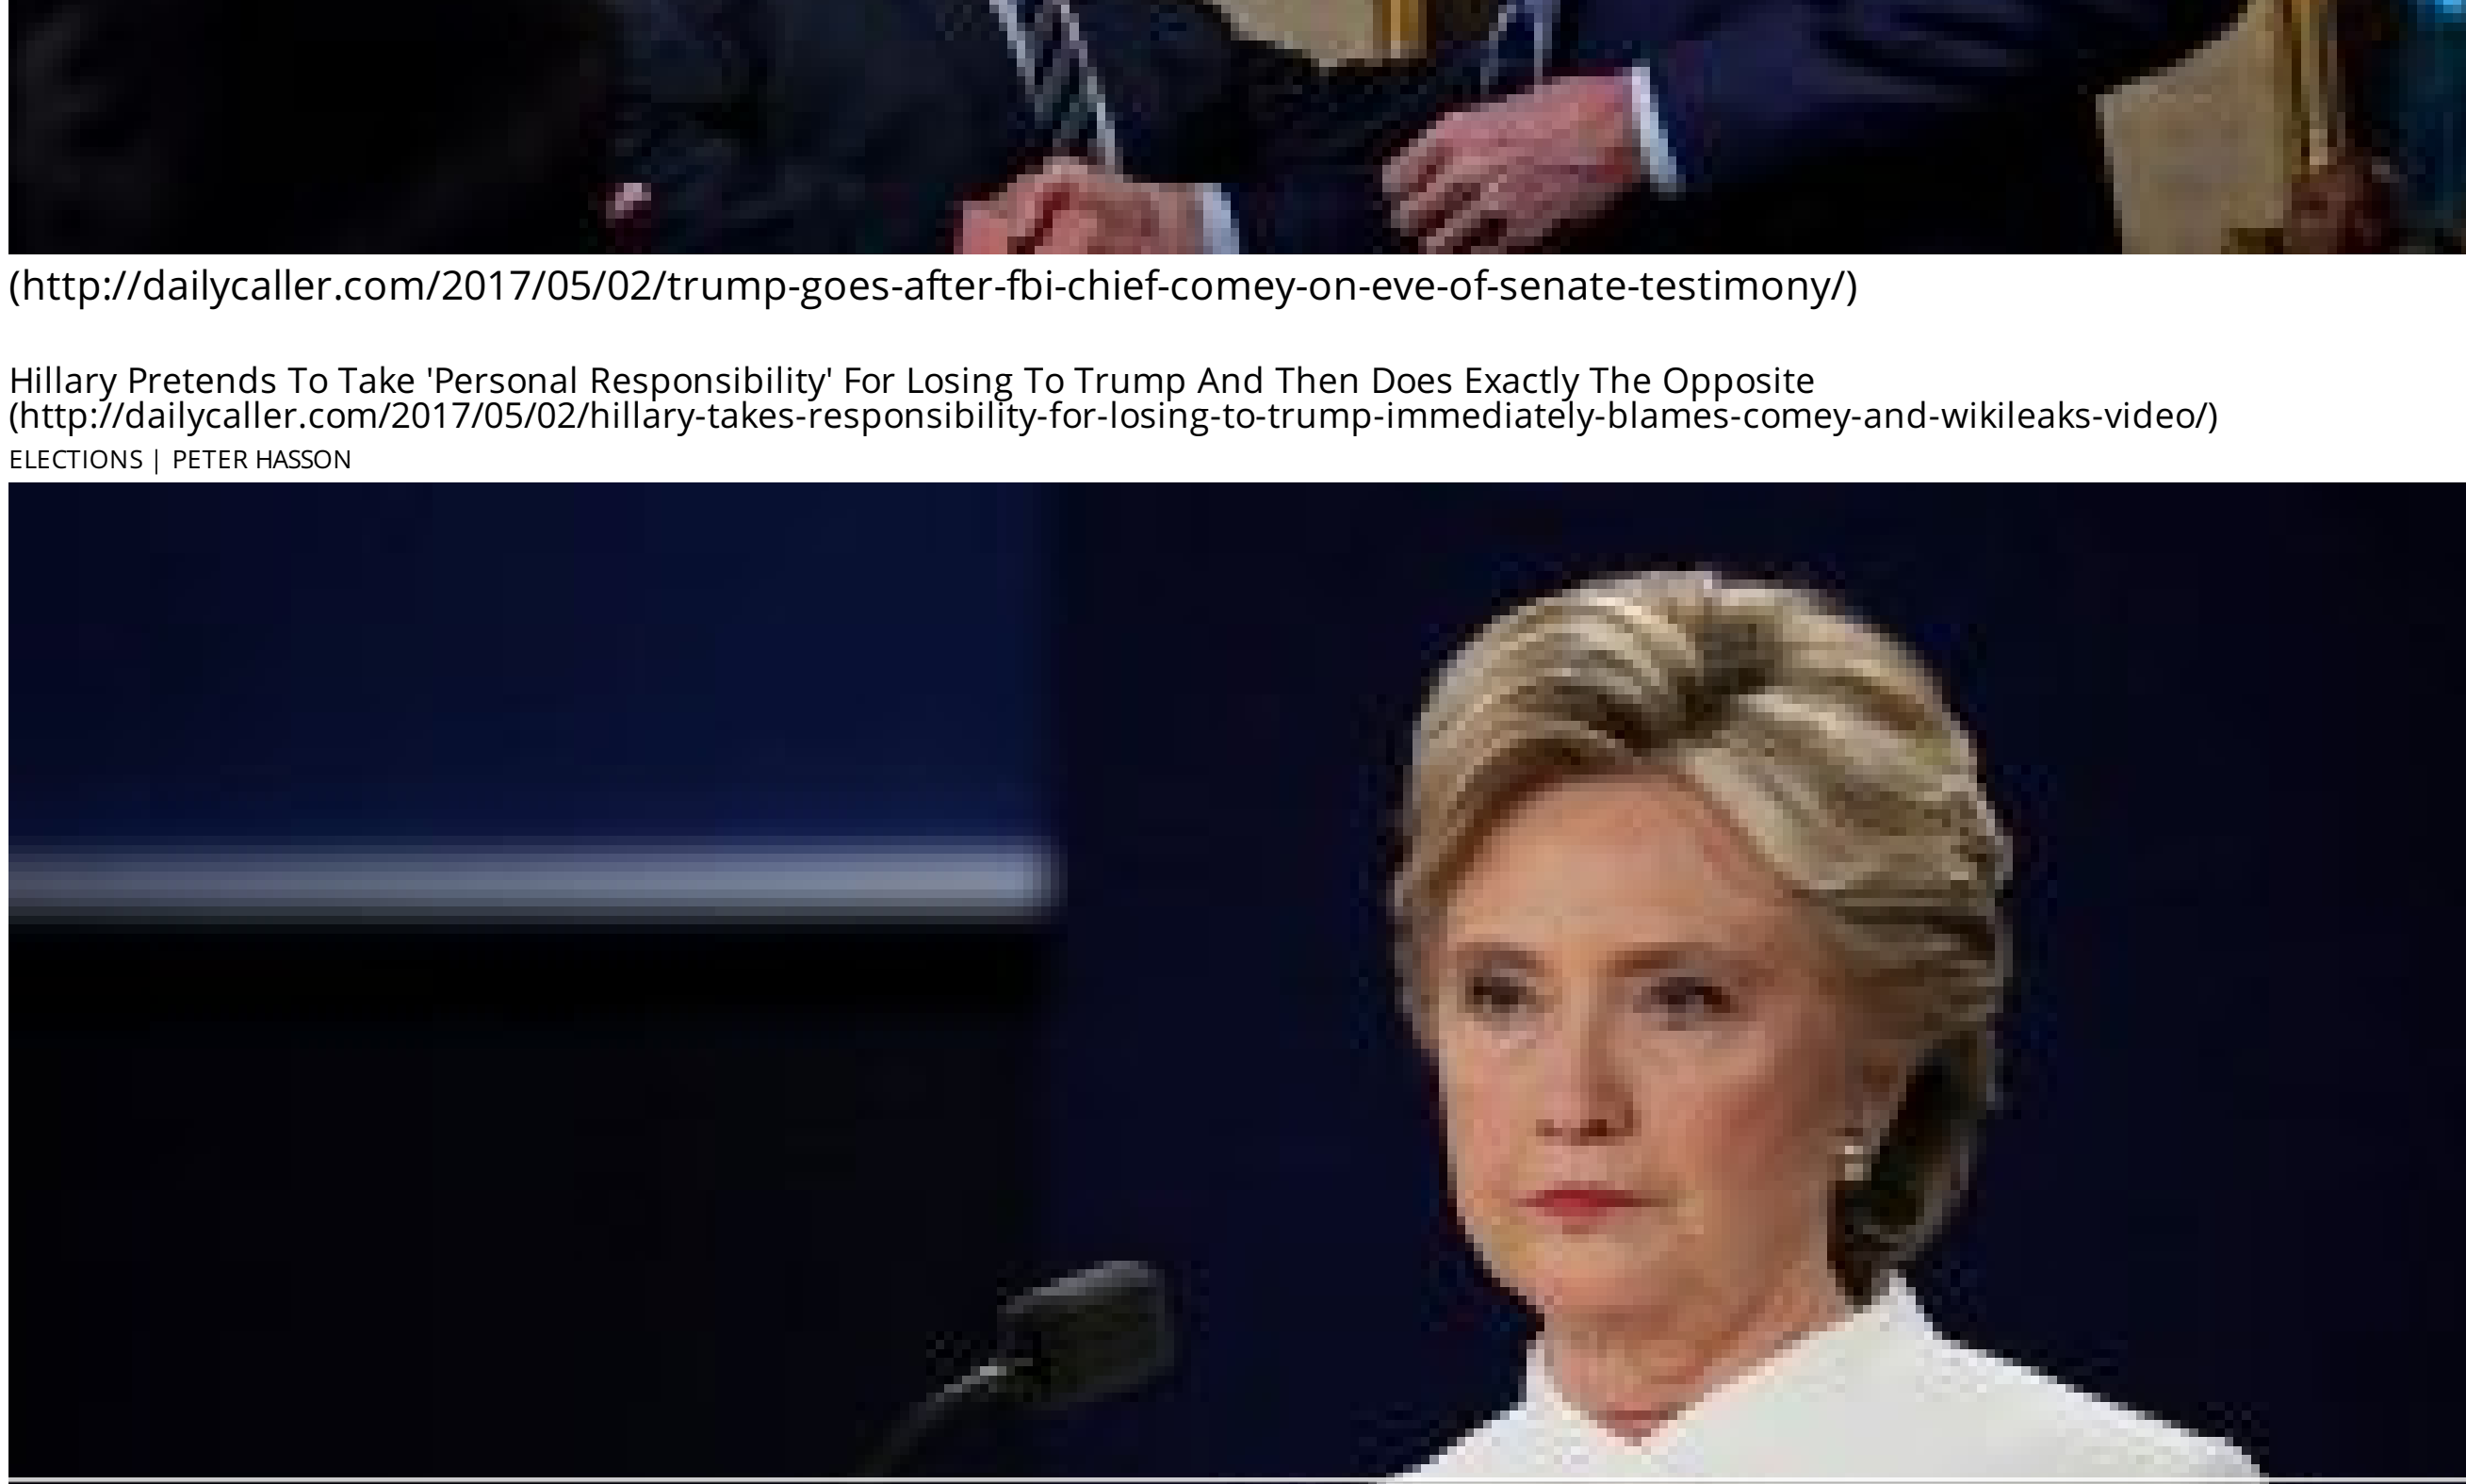 (http://dailycaller.com/2017/05/02/trump-goes-after-fbi-chief-comey-on-eve-of-senate-testimony/)
Hillary Pretends To Take 'Personal Responsibility' For Losing To Trump And Then Does Exactly The Opposite
(http://dailycaller.com/2017/05/02/hillary-takes-responsibility-for-losing-to-trump-immediately-blames-comey-and-wikileaks-video/)
ELECTIONS | PETER HASSON